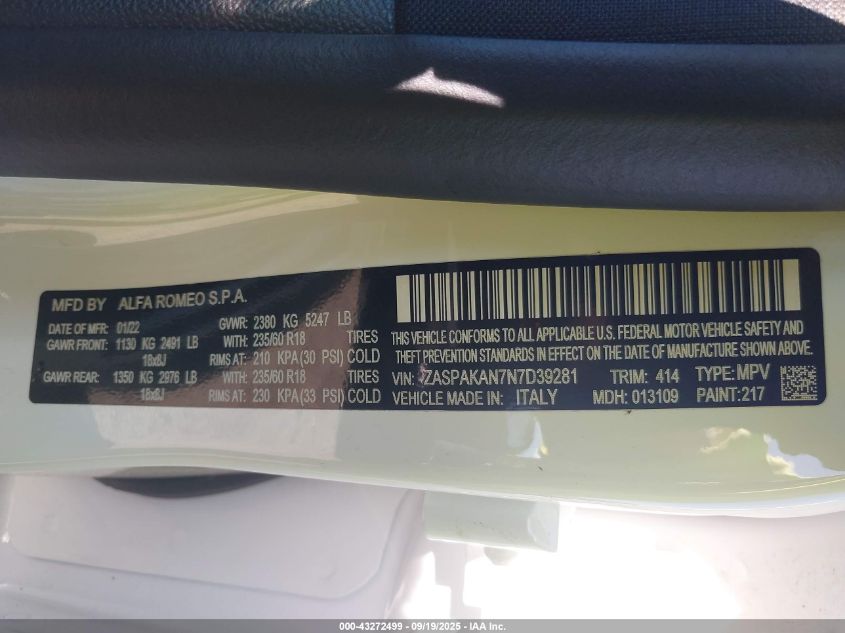 MFD BY ALFA ROMEO S.P.A.
DATE OF MFR: 01/22 GVWR: 2380 KG 5247 LB
GAWR FRONT: 1130 KG 2491 LB WITH: 235/60 R18 TIRES
18x8J RIMS AT: 210 KPA (30 PSI) COLD
GAWR REAR: 1350 KG 2976 LB WITH: 235/60 R18 TIRES
18x8J RIMS AT: 230 KPA (33 PSI) COLD
THIS VEHICLE CONFORMS TO ALL APPLICABLE U.S. FEDERAL MOTOR VEHICLE SAFETY AND
THEFT PREVENTION STANDARDS IN EFFECT ON THE DATE OF MANUFACTURE SHOWN ABOVE.
VIN: ZASPAKAN7N7D39281 TRIM: 414 TYPE: MPV
VEHICLE MADE IN: ITALY MDH: 013109 PAINT: 217
000-43272499 - 09/19/2025 - IAA Inc.